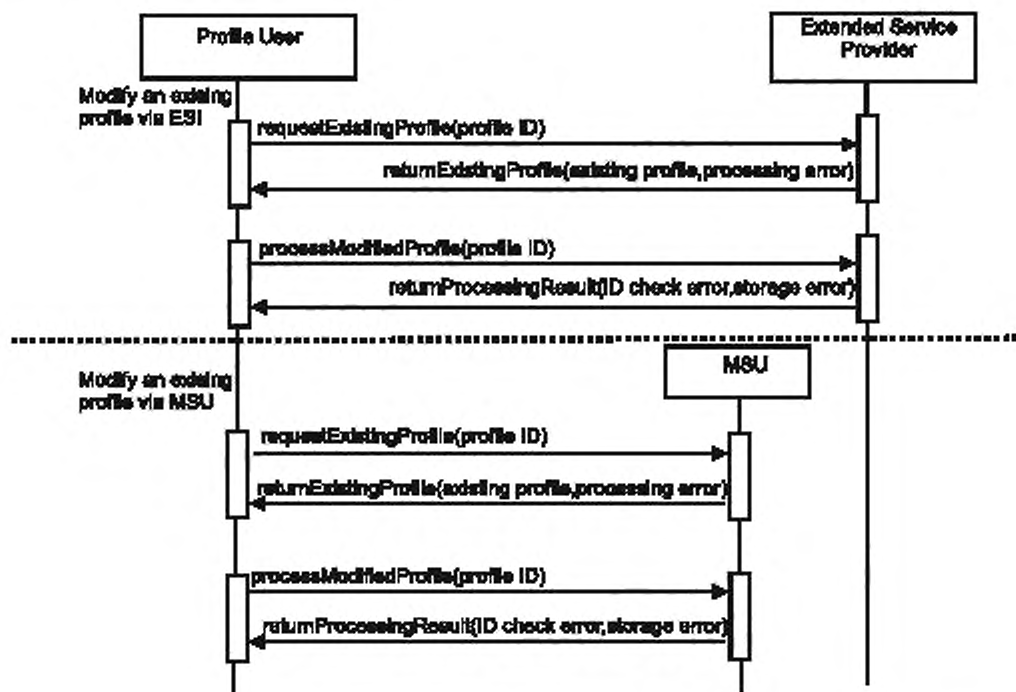 Profile User
Extended Service
Provider
Modify an existing
profile via ESI
requestExistingProfile(profile ID)
returnExistingProfile(existing profile,processing error)
processModifiedProfile(profile ID)
returnProcessingResult(ID check error,storage error)
Modify an existing
profile via MSU
MSU
requestExistingProfile(profile ID)
returnExistingProfile(existing profile,processing error)
processModifiedProfile(profile ID)
returnProcessingResult(ID check error,storage error)